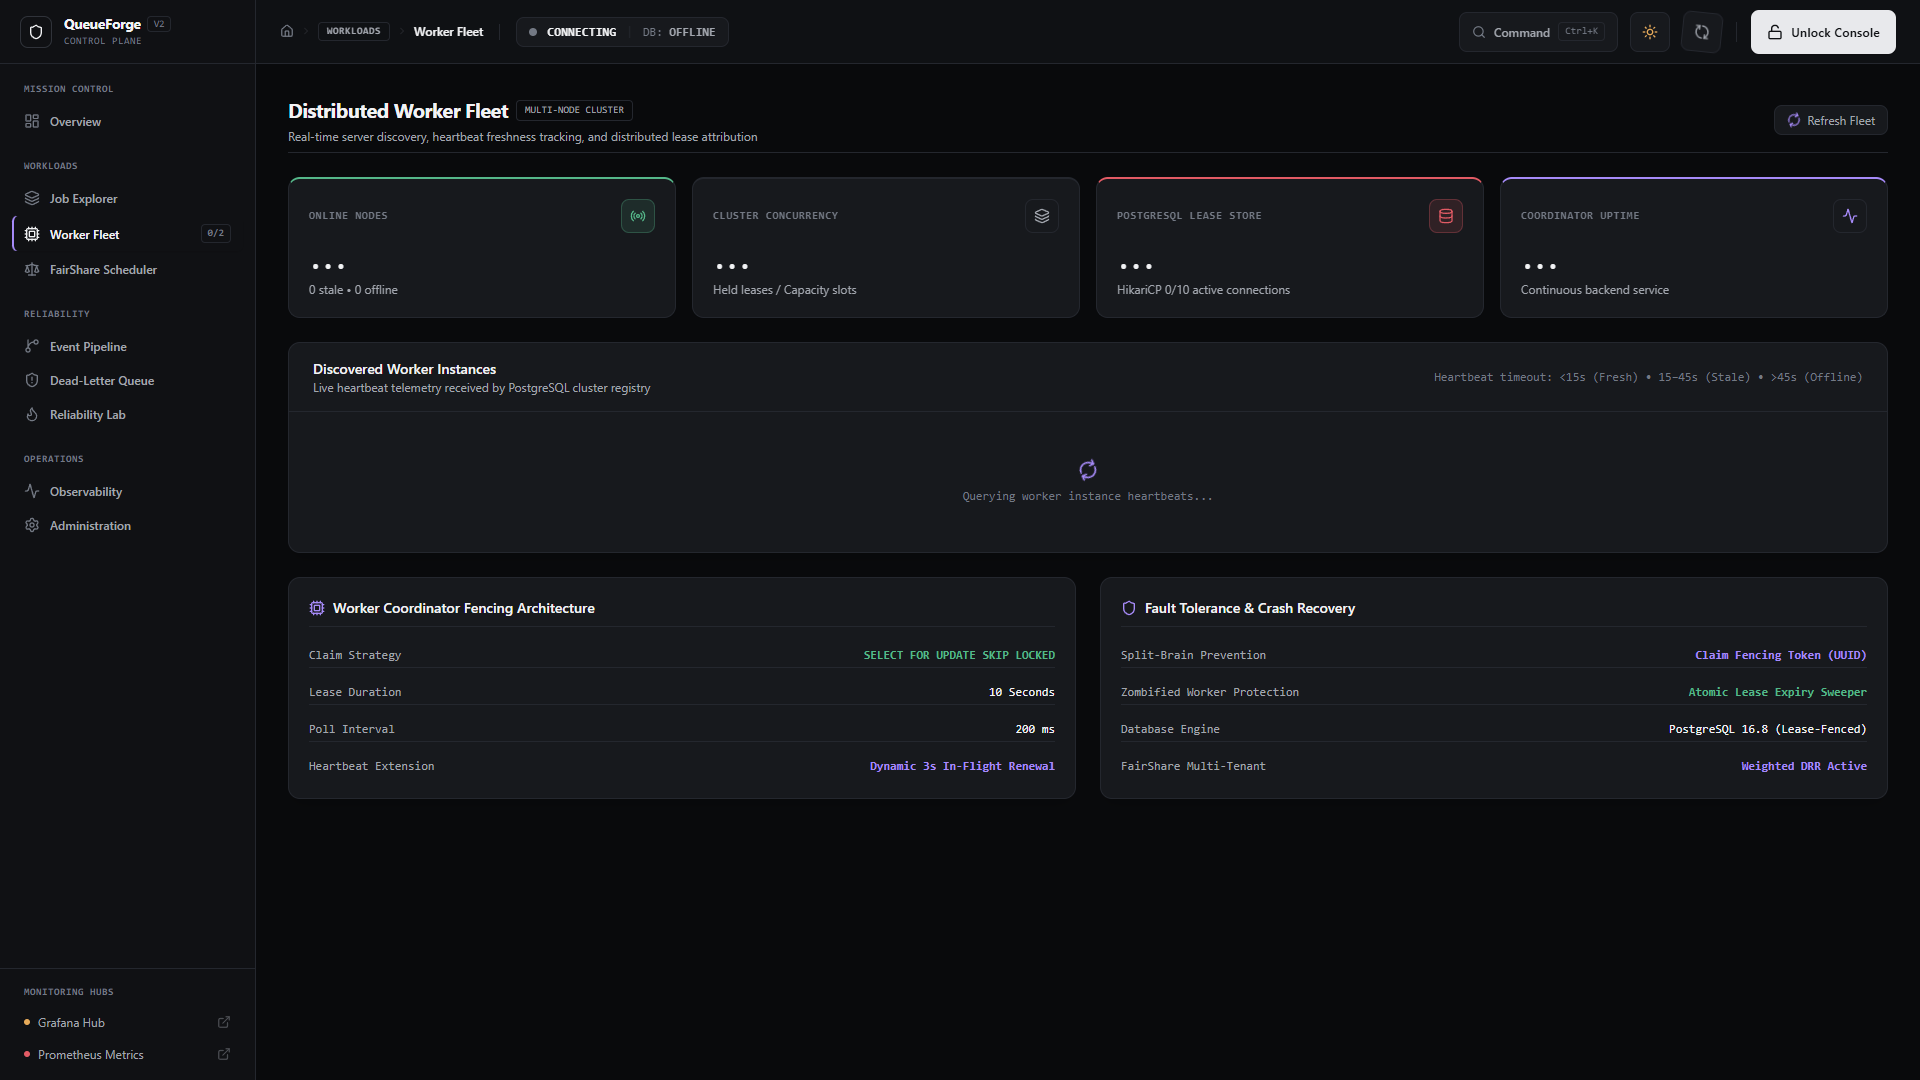 QueueForge V2
CONTROL PLANE
MISSION CONTROL
Overview
WORKLOADS
Job Explorer
Worker Fleet 0/2
FairShare Scheduler
RELIABILITY
Event Pipeline
Dead-Letter Queue
Reliability Lab
OPERATIONS
Observability
Administration
MONITORING HUBS
Grafana Hub
Prometheus Metrics
WORKLOADS Worker Fleet CONNECTING DB: OFFLINE
Command Ctrl+K Unlock Console
Distributed Worker Fleet MULTI-NODE CLUSTER
Real-time server discovery, heartbeat freshness tracking, and distributed lease attribution
Refresh Fleet
ONLINE NODES
...
0 stale • 0 offline
CLUSTER CONCURRENCY
...
Held leases / Capacity slots
POSTGRESQL LEASE STORE
...
HikariCP 0/10 active connections
COORDINATOR UPTIME
...
Continuous backend service
Discovered Worker Instances
Live heartbeat telemetry received by PostgreSQL cluster registry
Heartbeat timeout: <15s (Fresh) • 15–45s (Stale) • >45s (Offline)
Querying worker instance heartbeats...
Worker Coordinator Fencing Architecture
Claim Strategy SELECT FOR UPDATE SKIP LOCKED
Lease Duration 10 Seconds
Poll Interval 200 ms
Heartbeat Extension Dynamic 3s In-Flight Renewal
Fault Tolerance & Crash Recovery
Split-Brain Prevention Claim Fencing Token (UUID)
Zombified Worker Protection Atomic Lease Expiry Sweeper
Database Engine PostgreSQL 16.8 (Lease-Fenced)
FairShare Multi-Tenant Weighted DRR Active